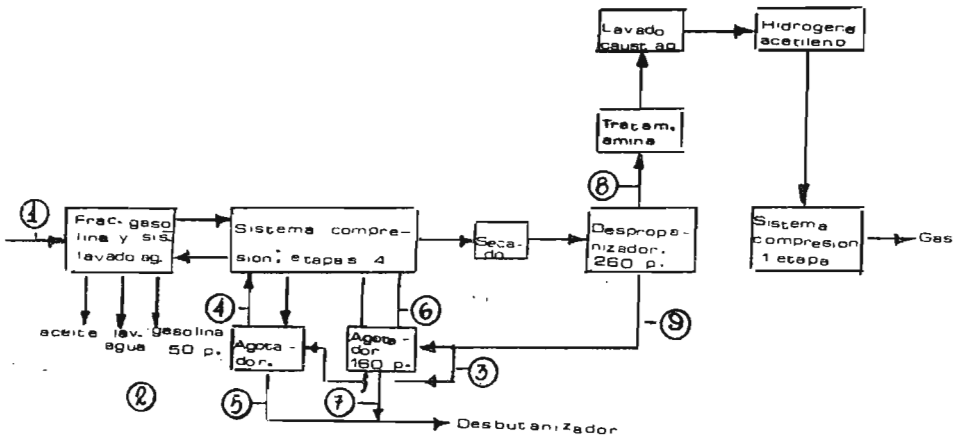 Lavado
caust ag.
Hidrogene
acetileno
Tratam.
amina
8
1
Frac. gaso
lina y sis
lavado ag.
Sistema compre-
sion, etapas 4
Seca-
do.
Despropa-
nizador.
260 p.
Sistema
compresion
1 etapa
Gas
4
6
9
aceite lav. gasolina
agua 50 p.
Agota-
dor.
Agota-
dor
160 p.
3
2
5
7
Desbutanizador